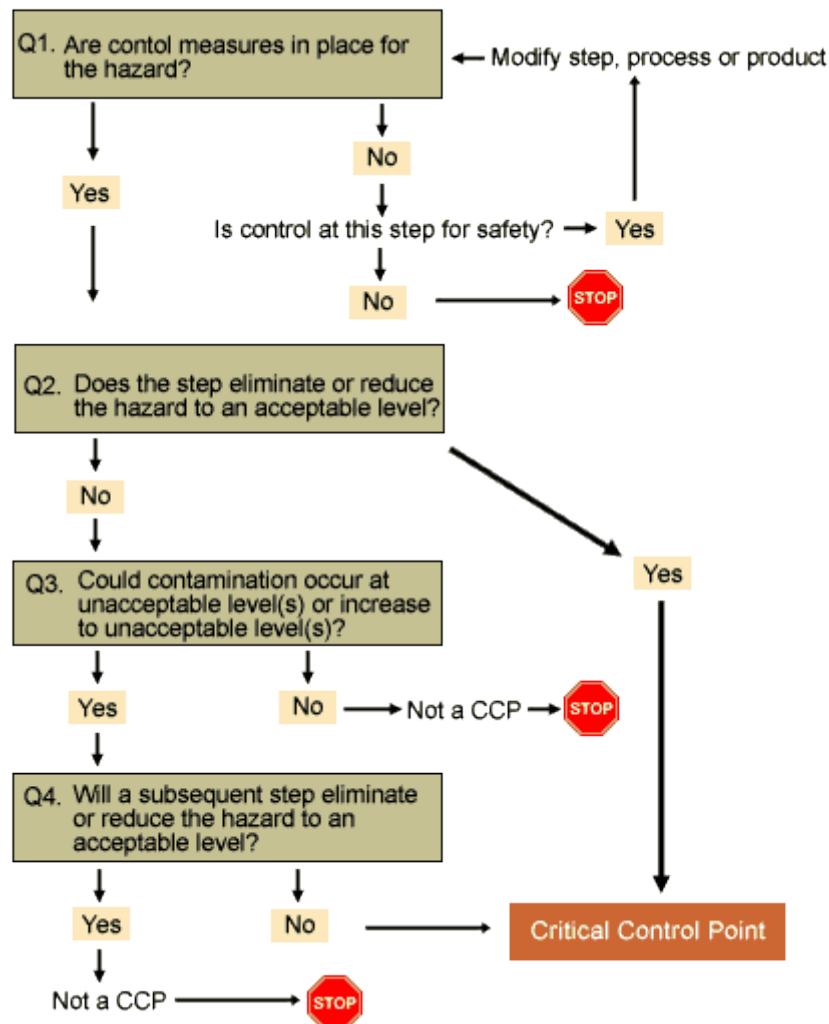 Q1. Are contol measures in place for
the hazard?
Modify step, process or product
No
Yes
Is control at this step for safety?
Yes
No
STOP
Q2. Does the step eliminate or reduce
the hazard to an acceptable level?
No
Yes
Q3. Could contamination occur at
unacceptable level(s) or increase
to unacceptable level(s)?
Yes
No
Not a CCP
STOP
Q4. Will a subsequent step eliminate
or reduce the hazard to an
acceptable level?
Yes
No
Critical Control Point
Not a CCP
STOP